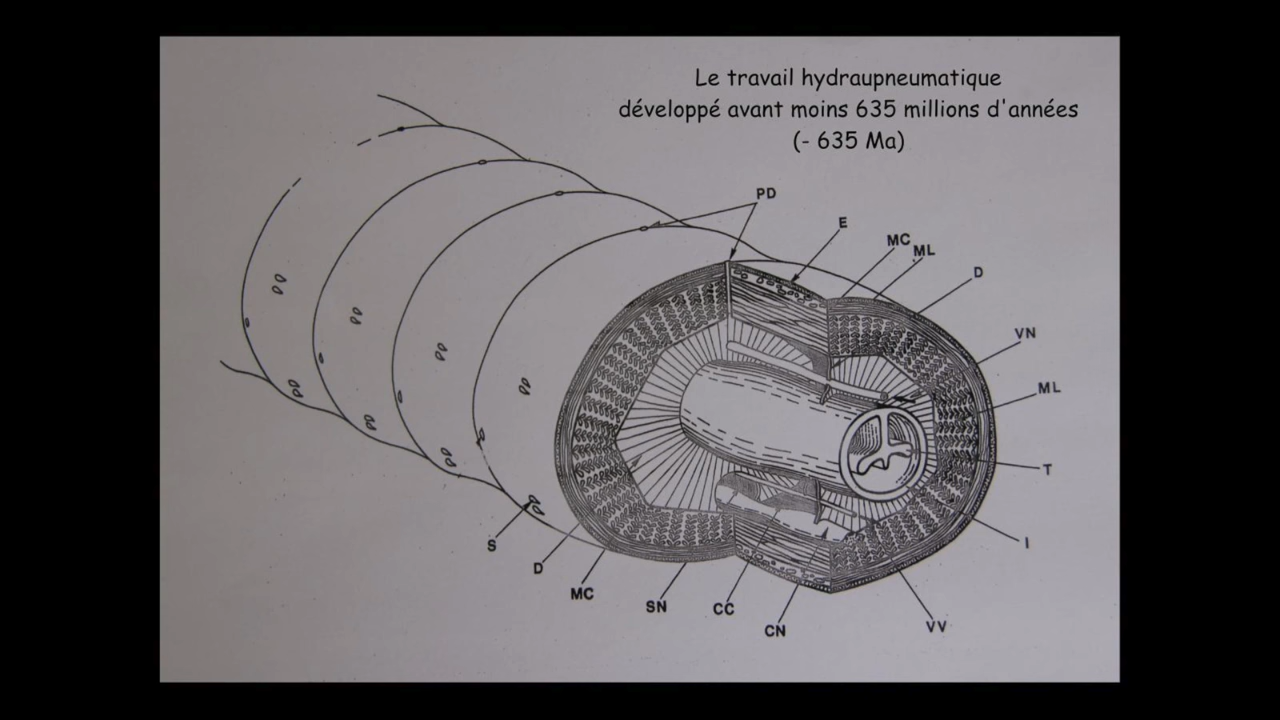 Le travail hydraupneumatique
développé avant moins 635 millions d'années
(- 635 Ma)
PD
E
MC
ML
D
VN
ML
T
I
S
D
MC
SN
CC
CN
VV